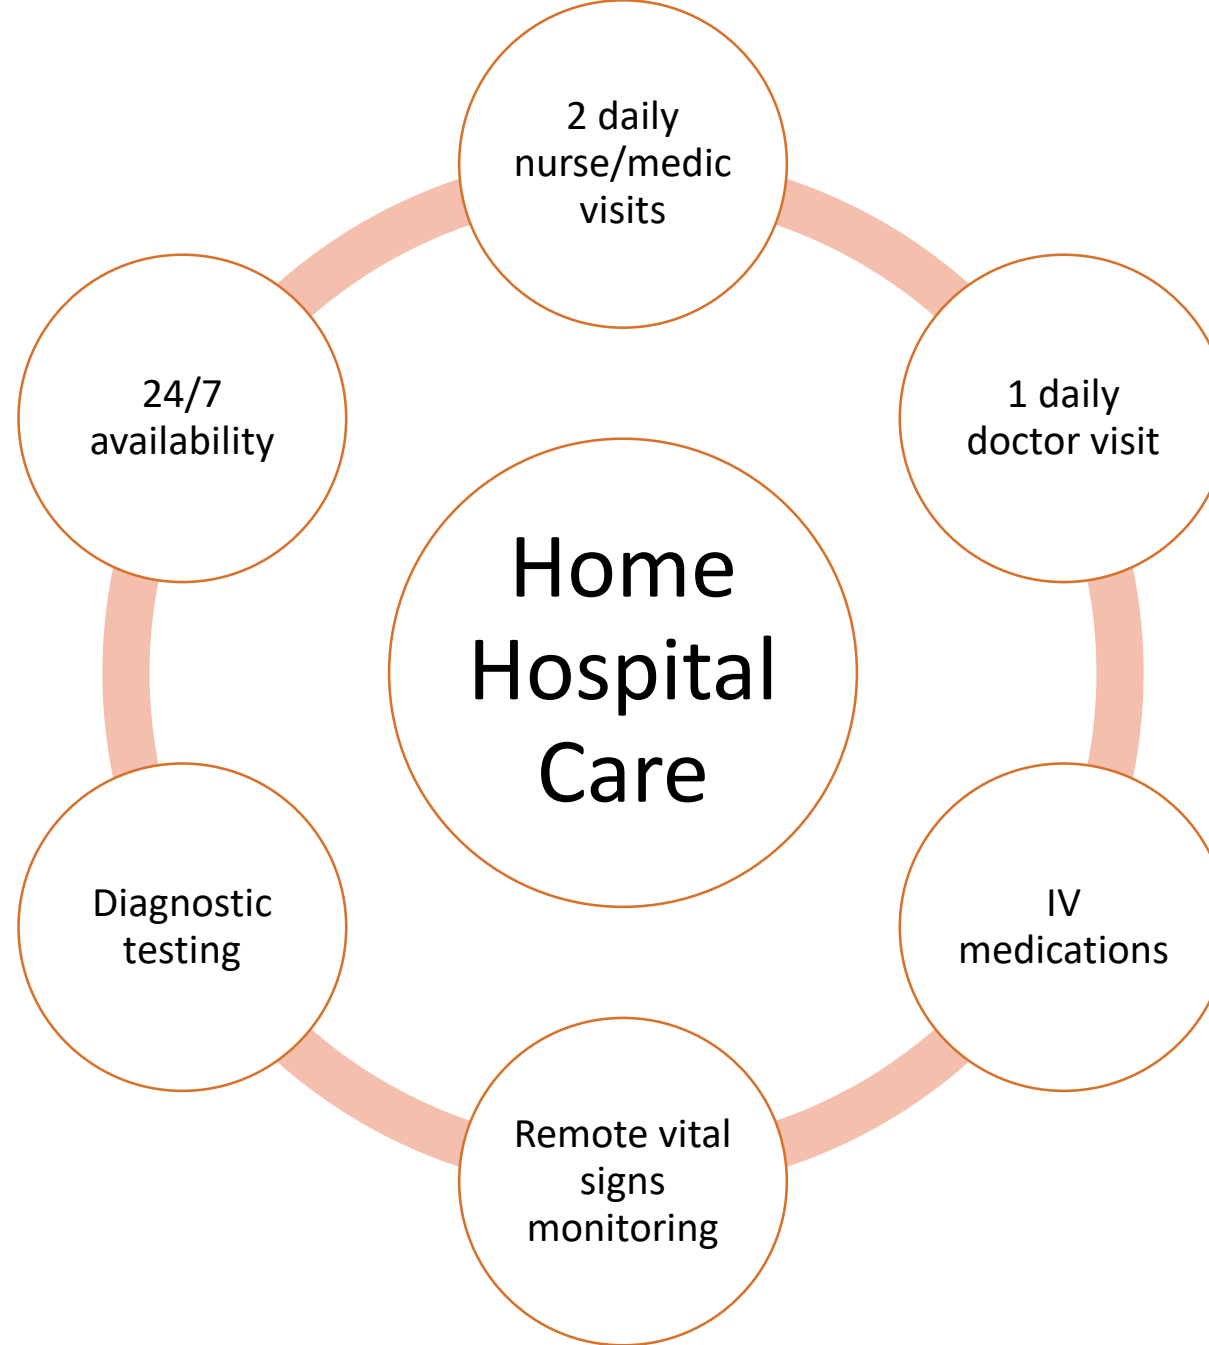 2 daily
nurse/medic
visits
24/7
availability
1 daily
doctor visit
Home
Hospital
Care
Diagnostic
testing
IV
medications
Remote vital
signs
monitoring